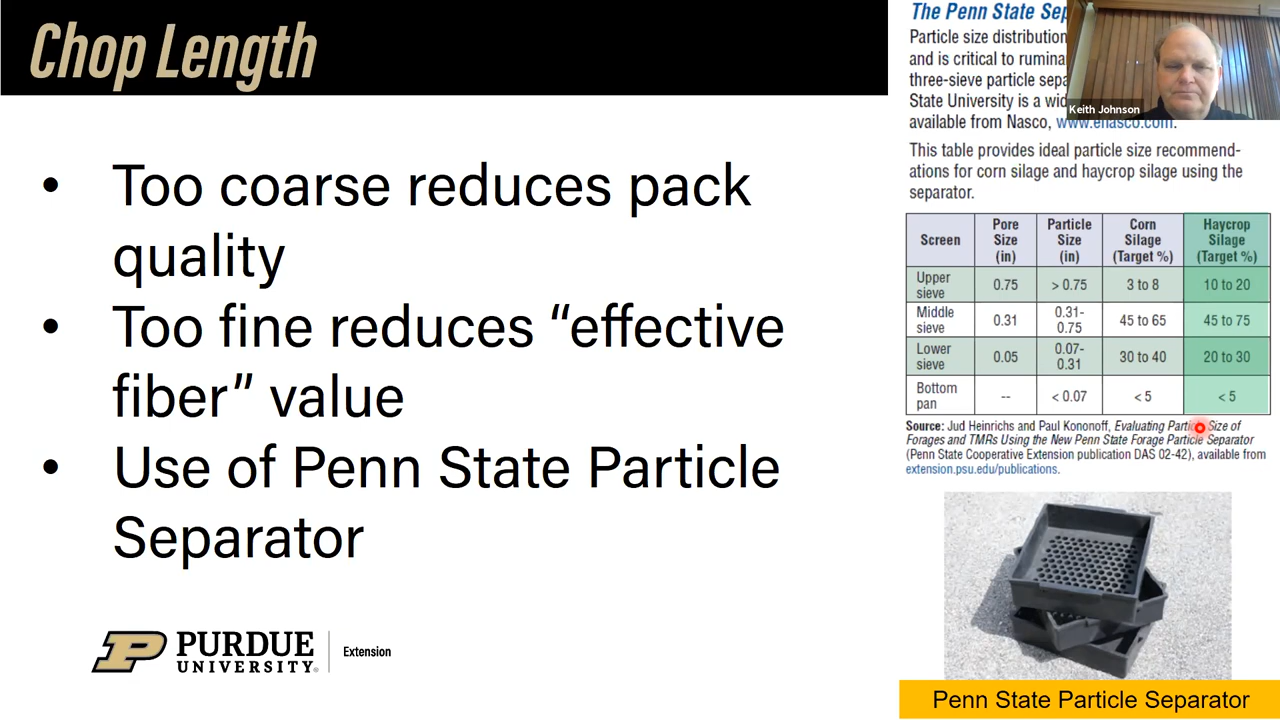 Chop Length
• Too coarse reduces pack
quality
• Too fine reduces “effective
fiber” value
• Use of Penn State Particle
Separator
PURDUE
UNIVERSITY®
Extension
The Penn State
Particle size distribution
and is critical to
three-sieve particle
State University is a
available from Nasco, www.enasco.com.
Keith Johnson
This table provides ideal particle size recommend-
ations for corn silage and haycrop silage using the
separator.
Screen Pore Size (in) Particle Size (in) Corn Silage (Target %) Haycrop Silage (Target %)
Upper sieve 0.75 > 0.75 3 to 8 10 to 20
Middle sieve 0.31 0.31-0.75 45 to 65 45 to 75
Lower sieve 0.05 0.07-0.31 30 to 40 20 to 30
Bottom pan -- < 0.07 < 5 < 5
Source: Jud Heinrichs and Paul Kononoff, Evaluating Particle Size of
Forages and TMRs Using the New Penn State Forage Particle Separator
(Penn State Cooperative Extension publication DAS 02-42), available from
extension.psu.edu/publications.
Penn State Particle Separator